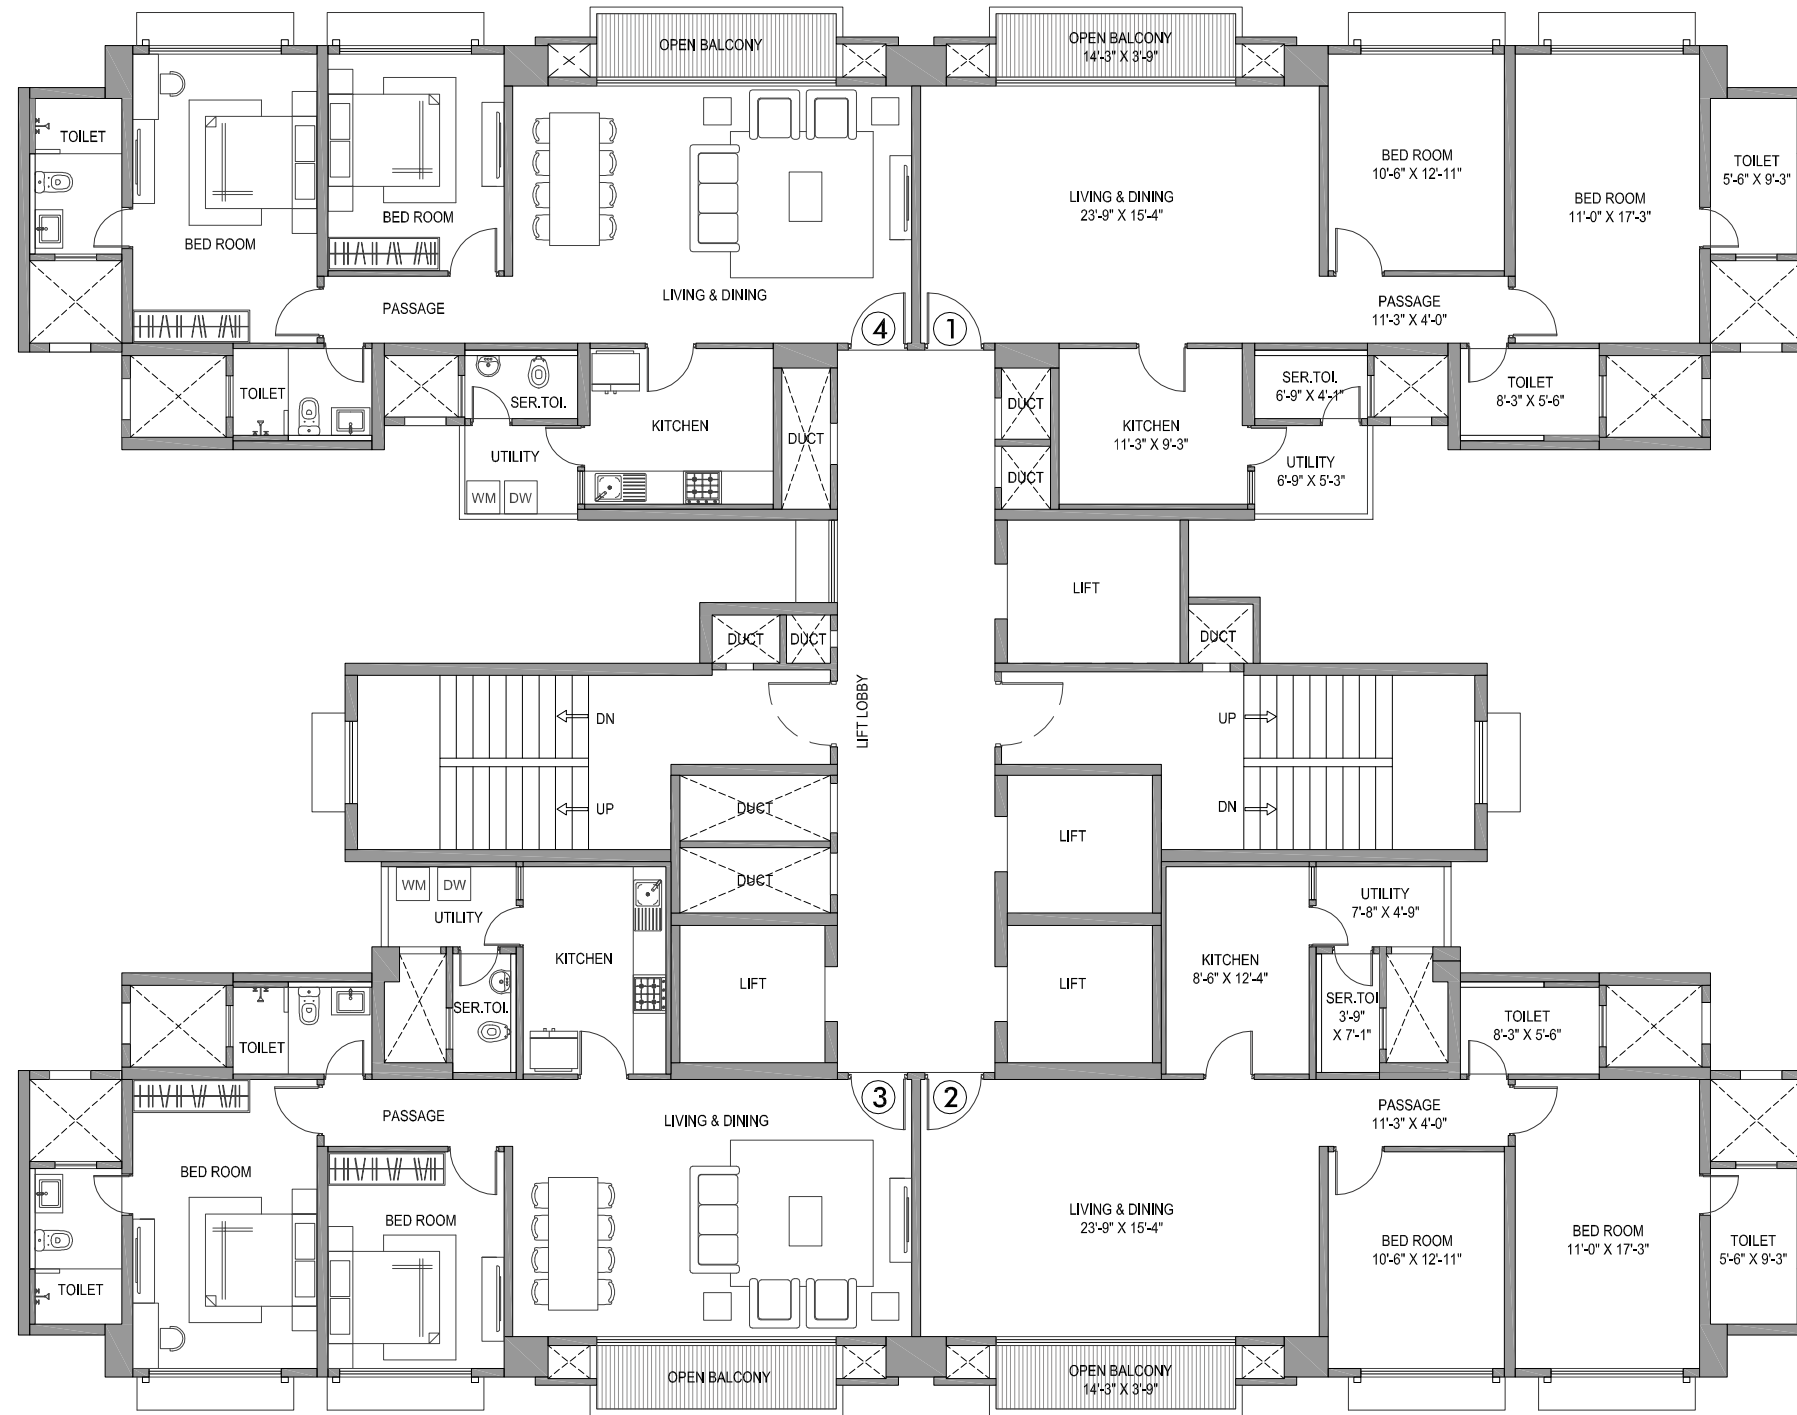 OPEN BALCONY
OPEN BALCONY
14'-3" X 3'-9"
TOILET
BED ROOM
BED ROOM
LIVING & DINING
PASSAGE
4
1
LIVING & DINING
23'-9" X 15'-4"
BED ROOM
10'-6" X 12'-11"
BED ROOM
11'-0" X 17'-3"
TOILET
5'-6" X 9'-3"
PASSAGE
11'-3" X 4'-0"
TOILET
SER.TOI.
KITCHEN
DUCT
UTILITY
WM
DW
DUCT
DUCT
KITCHEN
11'-3" X 9'-3"
SER.TOI.
6'-9" X 4'-1"
UTILITY
6'-9" X 5'-3"
TOILET
8'-3" X 5'-6"
LIFT
DUCT
DUCT
DUCT
LIFT LOBBY
DN
UP
UP
DN
DUCT
DUCT
LIFT
WM
DW
UTILITY
KITCHEN
SER.TOI.
LIFT
LIFT
KITCHEN
8'-6" X 12'-4"
UTILITY
7'-8" X 4'-9"
SER.TOI
3'-9"
X 7'-1"
TOILET
8'-3" X 5'-6"
TOILET
PASSAGE
LIVING & DINING
3
2
PASSAGE
11'-3" X 4'-0"
BED ROOM
BED ROOM
TOILET
LIVING & DINING
23'-9" X 15'-4"
BED ROOM
10'-6" X 12'-11"
BED ROOM
11'-0" X 17'-3"
TOILET
5'-6" X 9'-3"
OPEN BALCONY
OPEN BALCONY
14'-3" X 3'-9"